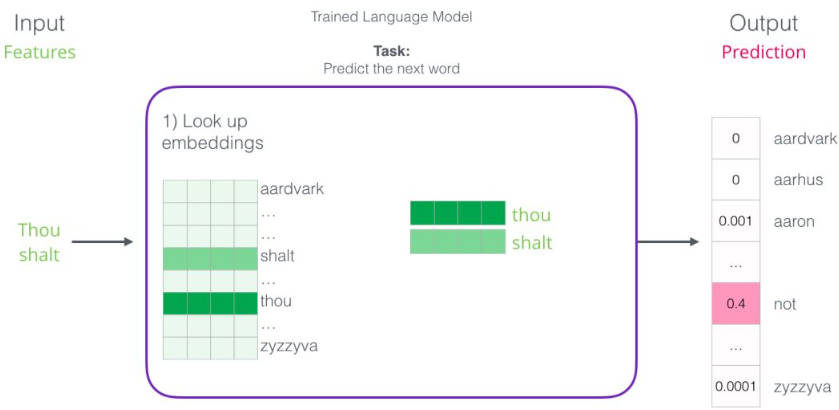 Input
Features
Trained Language Model
Task:
Predict the next word
Output
Prediction
1) Look up
embeddings
Thou
shalt
aardvark
...
...
shalt
...
thou
...
zyzzyva
thou
shalt
0 aardvark
0 aarhus
0.001 aaron
...
0.4 not
...
0.0001 zyzzyva